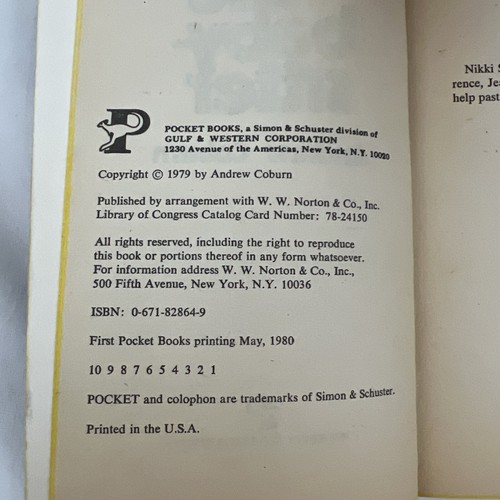 POCKET BOOKS, a Simon & Schuster division of
GULF & WESTERN CORPORATION
1230 Avenue of the Americas, New York, N.Y. 10020
Copyright © 1979 by Andrew Coburn
Published by arrangement with W. W. Norton & Co., Inc.
Library of Congress Catalog Card Number: 78-24150
All rights reserved, including the right to reproduce
this book or portions thereof in any form whatsoever.
For information address W. W. Norton & Co., Inc.,
500 Fifth Avenue, New York, N.Y. 10036
ISBN: 0-671-82864-9
First Pocket Books printing May, 1980
10 9 8 7 6 5 4 3 2 1
POCKET and colophon are trademarks of Simon & Schuster.
Printed in the U.S.A.
Nikki
rence,
help past